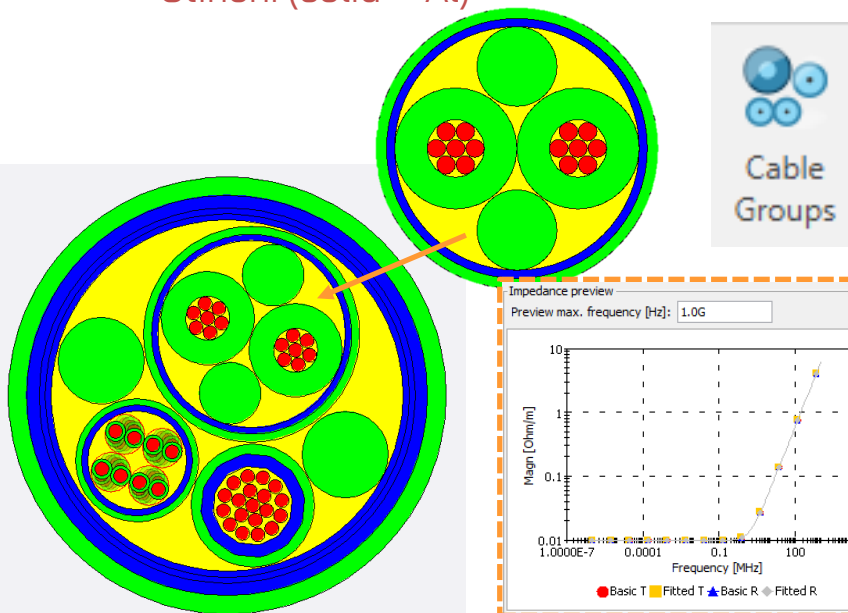 Cable
Groups
Impedance preview
Preview max. frequency [Hz]: 1.0G
Magn [Ohm/m]
10
1
0.1
0.01
1.00000E-7 0.0001 0.1 100
Frequency [MHz]
Basic T Fitted T Basic R Fitted R